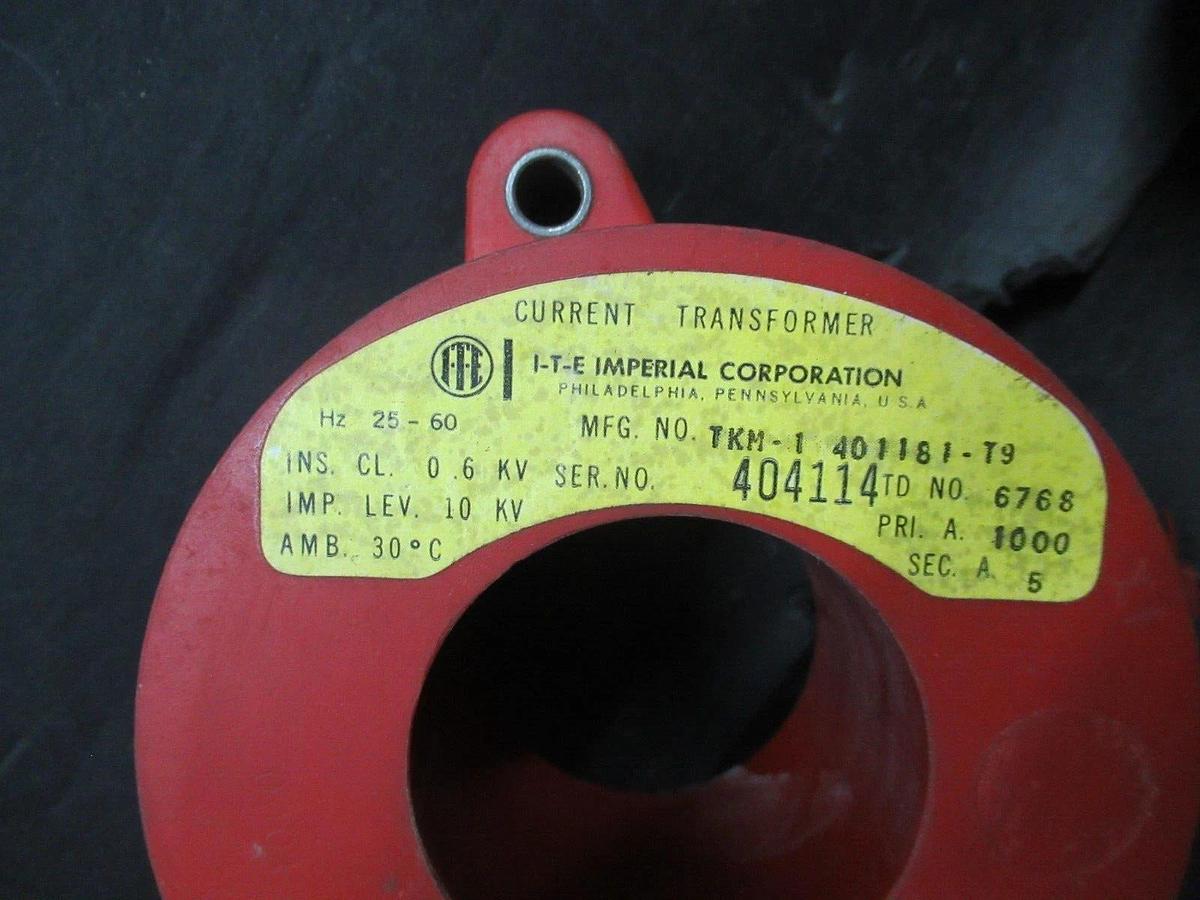 CURRENT TRANSFORMER
I-T-E
I-T-E IMPERIAL CORPORATION
PHILADELPHIA, PENNSYLVANIA, U.S.A
Hz 25-60
MFG. NO. TKM-1 401181-T9
INS. CL. 0.6 KV SER.NO. 404114 TD NO. 6768
IMP. LEV. 10 KV PRI. A. 1000
AMB. 30°C SEC. A. 5